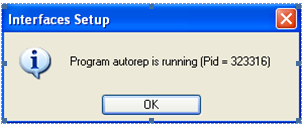 Interfaces Setup
Program autorep is running (Pid = 323316)
OK